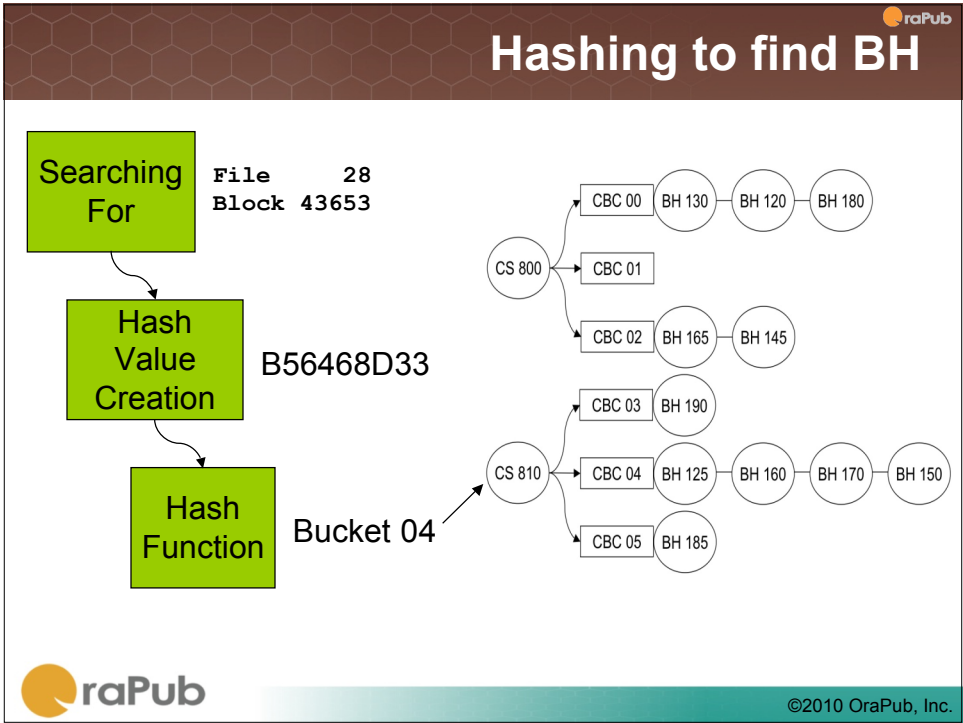 raPub
Hashing to find BH
Searching
For
File 28
Block 43653
Hash
Value
Creation
B56468D33
Hash
Function
Bucket 04
CS 800
CBC 00 BH 130 BH 120 BH 180
CBC 01
CBC 02 BH 165 BH 145
CS 810
CBC 03 BH 190
CBC 04 BH 125 BH 160 BH 170 BH 150
CBC 05 BH 185
raPub
©2010 OraPub, Inc.